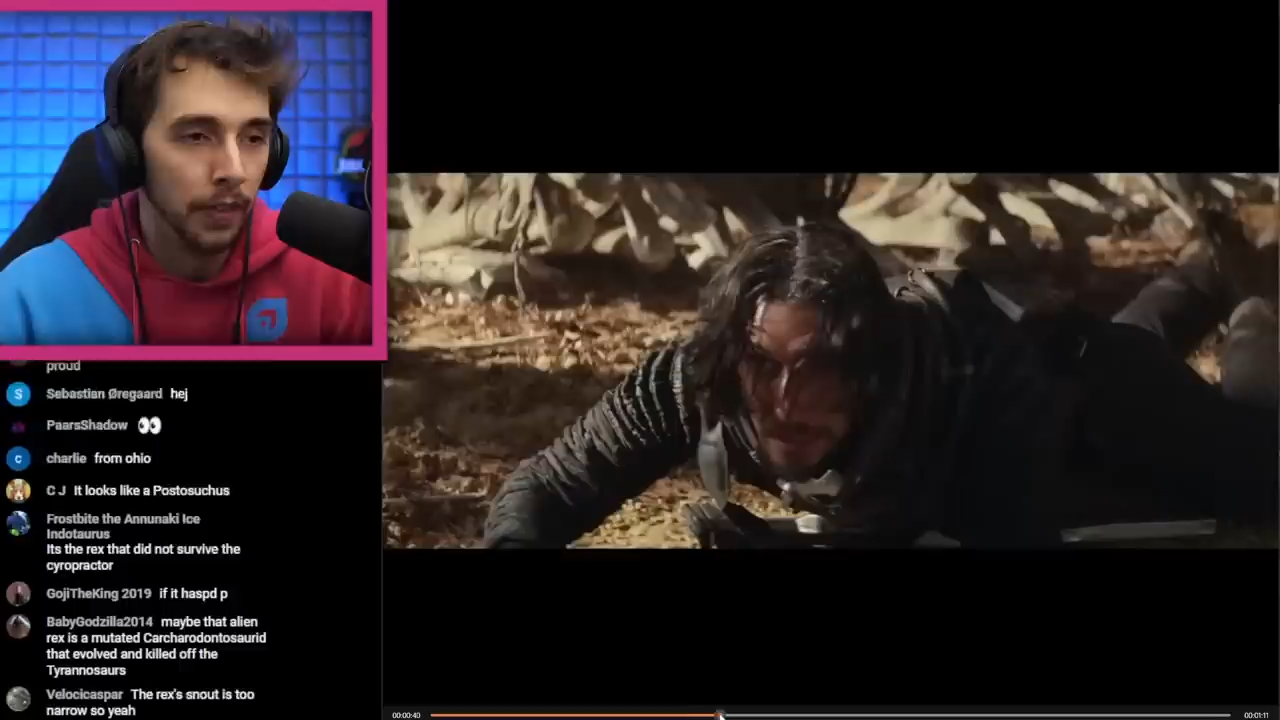 proud
Sebastian Øregaard hej
PaarsShadow 👀
charlie from ohio
C J It looks like a Postosuchus
Frostbite the Annunaki Ice
Indotaurus
Its the rex that did not survive the
cyropractor
GojiTheKing 2019 if it haspd p
BabyGodzilla2014 maybe that alien
rex is a mutated Carcharodontosaurid
that evolved and killed off the
Tyrannosaurs
Velocicaspar The rex's snout is too
narrow so yeah
00:00:40
00:01:11